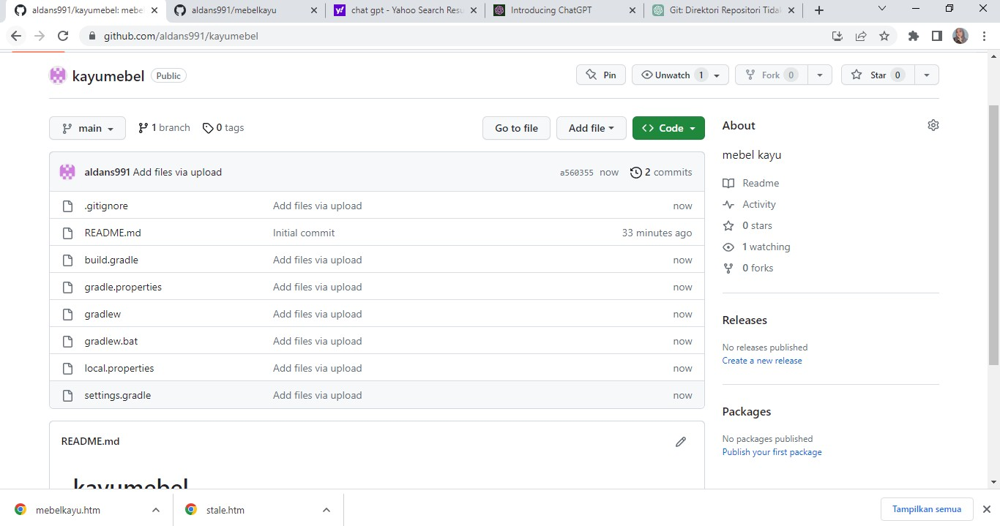 aldans991/kayumebel: mebel
aldans991/mebelkayu
chat gpt - Yahoo Search Resu
Introducing ChatGPT
Git: Direktori Repositori Tidak
github.com/aldans991/kayumebel
kayumebel Public
Pin
Unwatch 1
Fork 0
Star 0
main
1 branch
0 tags
Go to file
Add file
Code
aldans991 Add files via upload
a560355 now 2 commits
.gitignore Add files via upload now
README.md Initial commit 33 minutes ago
build.gradle Add files via upload now
gradle.properties Add files via upload now
gradlew Add files via upload now
gradlew.bat Add files via upload now
local.properties Add files via upload now
settings.gradle Add files via upload now
README.md
kayumebel
About
mebel kayu
Readme
Activity
0 stars
1 watching
0 forks
Releases
No releases published
Create a new release
Packages
No packages published
Publish your first package
mebelkayu.htm
stale.htm
Tampilkan semua